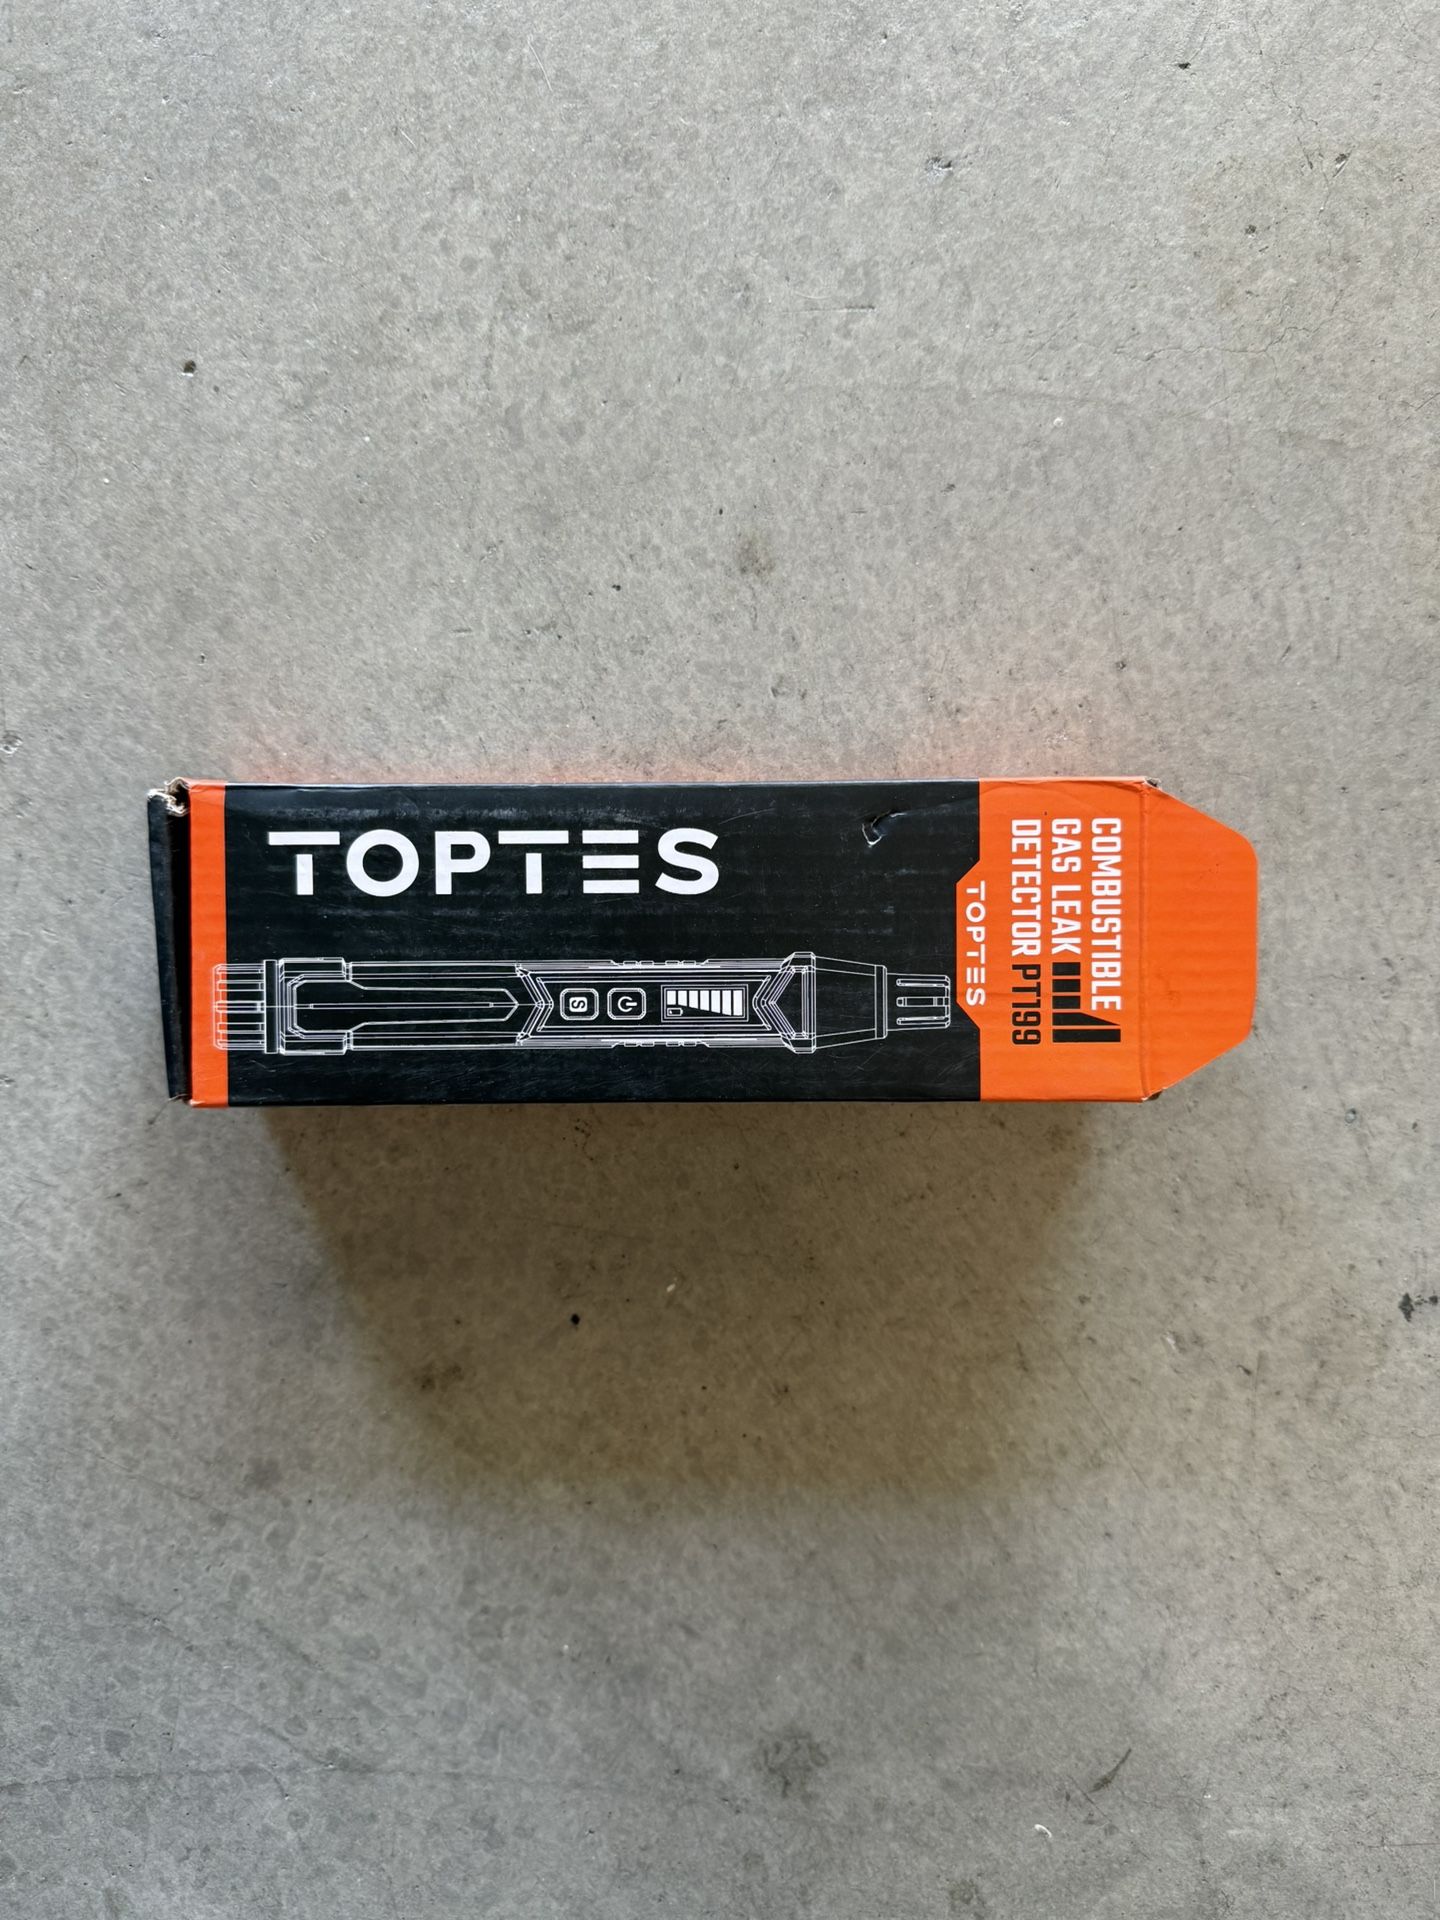 TOPTES
S
TOPTES
COMBUSTIBLE
GAS LEAK
DETECTOR PT199